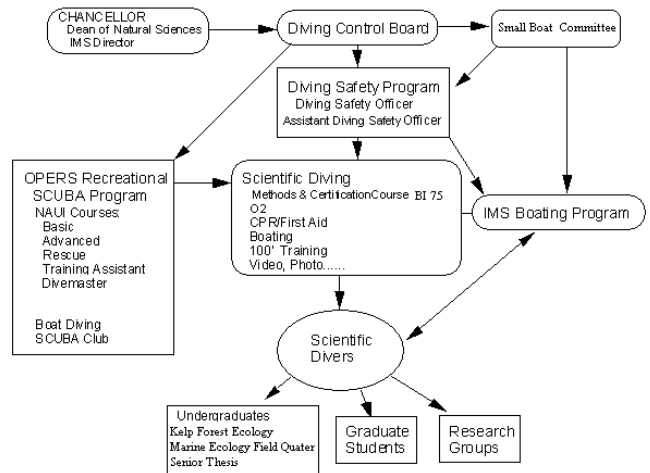 CHANCELLOR
Dean of Natural Sciences
IMS Director
Diving Control Board
Small Boat Committee
Diving Safety Program
Diving Safety Officer
Assistant Diving Safety Officer
OPERS Recreational
SCUBA Program
NAUI Courses:
Basic
Advanced
Rescue
Training Assistant
Divemaster
Boat Diving
SCUBA Club
Scientific Diving
Methods & Certification Course BI 75
O2
CPR/First Aid
Boating
100' Training
Video, Photo......
IMS Boating Program
Scientific
Divers
Undergraduates
Kelp Forest Ecology
Marine Ecology Field Quater
Senior Thesis
Graduate
Students
Research
Groups